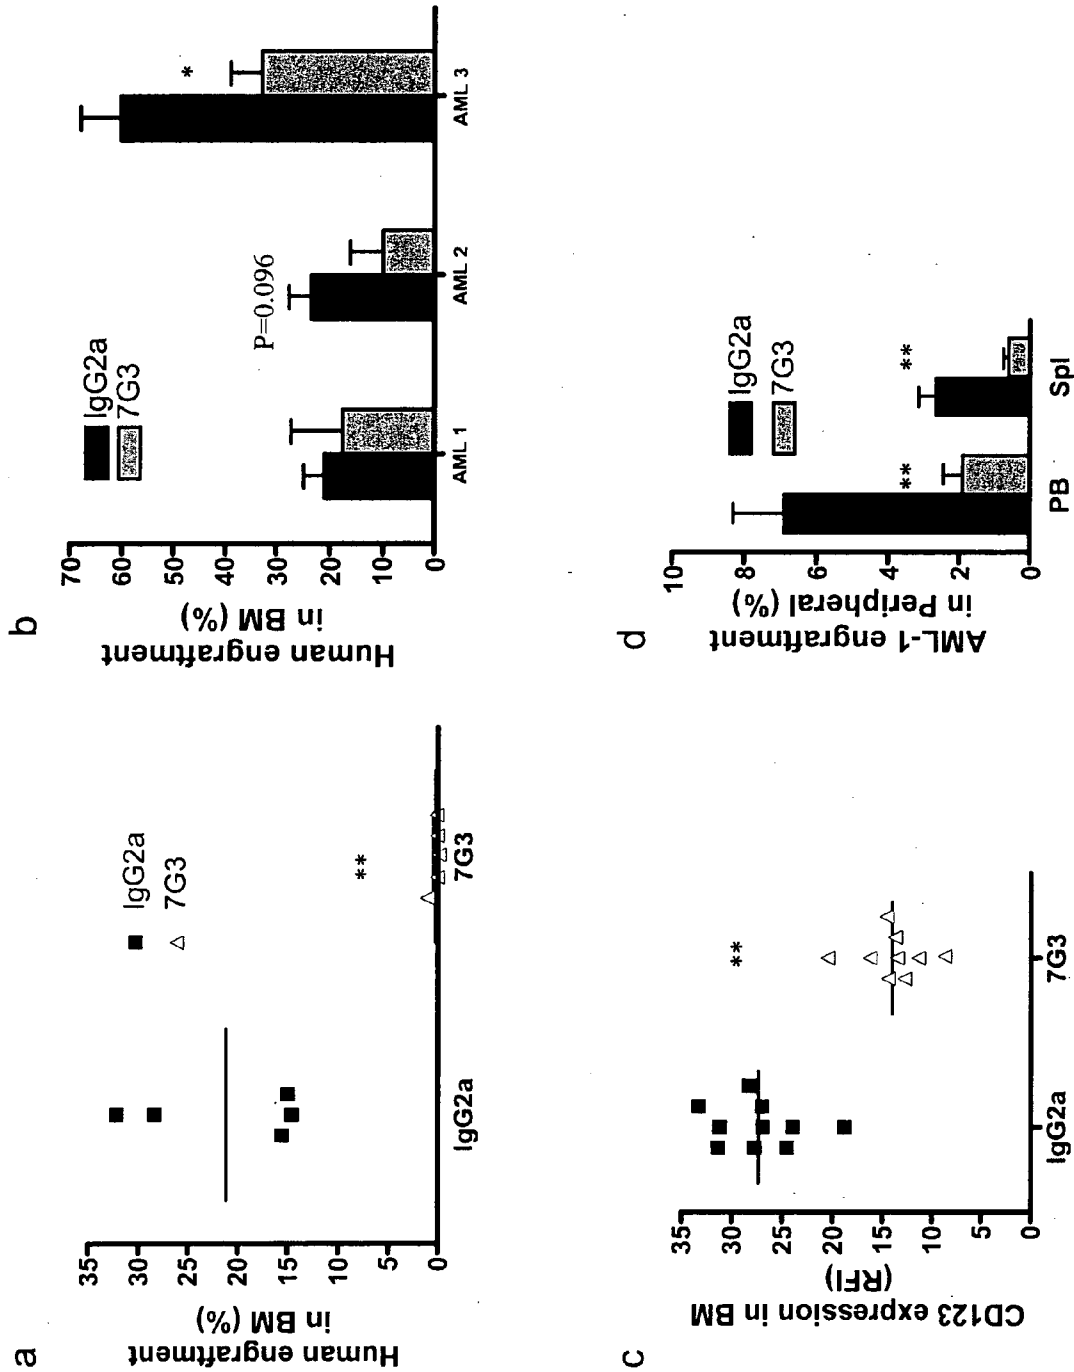 a
Human engraftment
in BM (%)
35
30
25
20
15
10
5
0
IgG2a
7G3
**
IgG2a
7G3
b
Human engraftment
in BM (%)
70
60
50
40
30
20
10
0
IgG2a
7G3
P=0.096
*
AML 1
AML 2
AML 3
c
CD123 expression in BM
(RFI)
35
30
25
20
15
10
5
0
**
IgG2a
7G3
d
AML-1 engraftment
in Peripheral (%)
10
8
6
4
2
0
IgG2a
7G3
**
**
PB
Spl